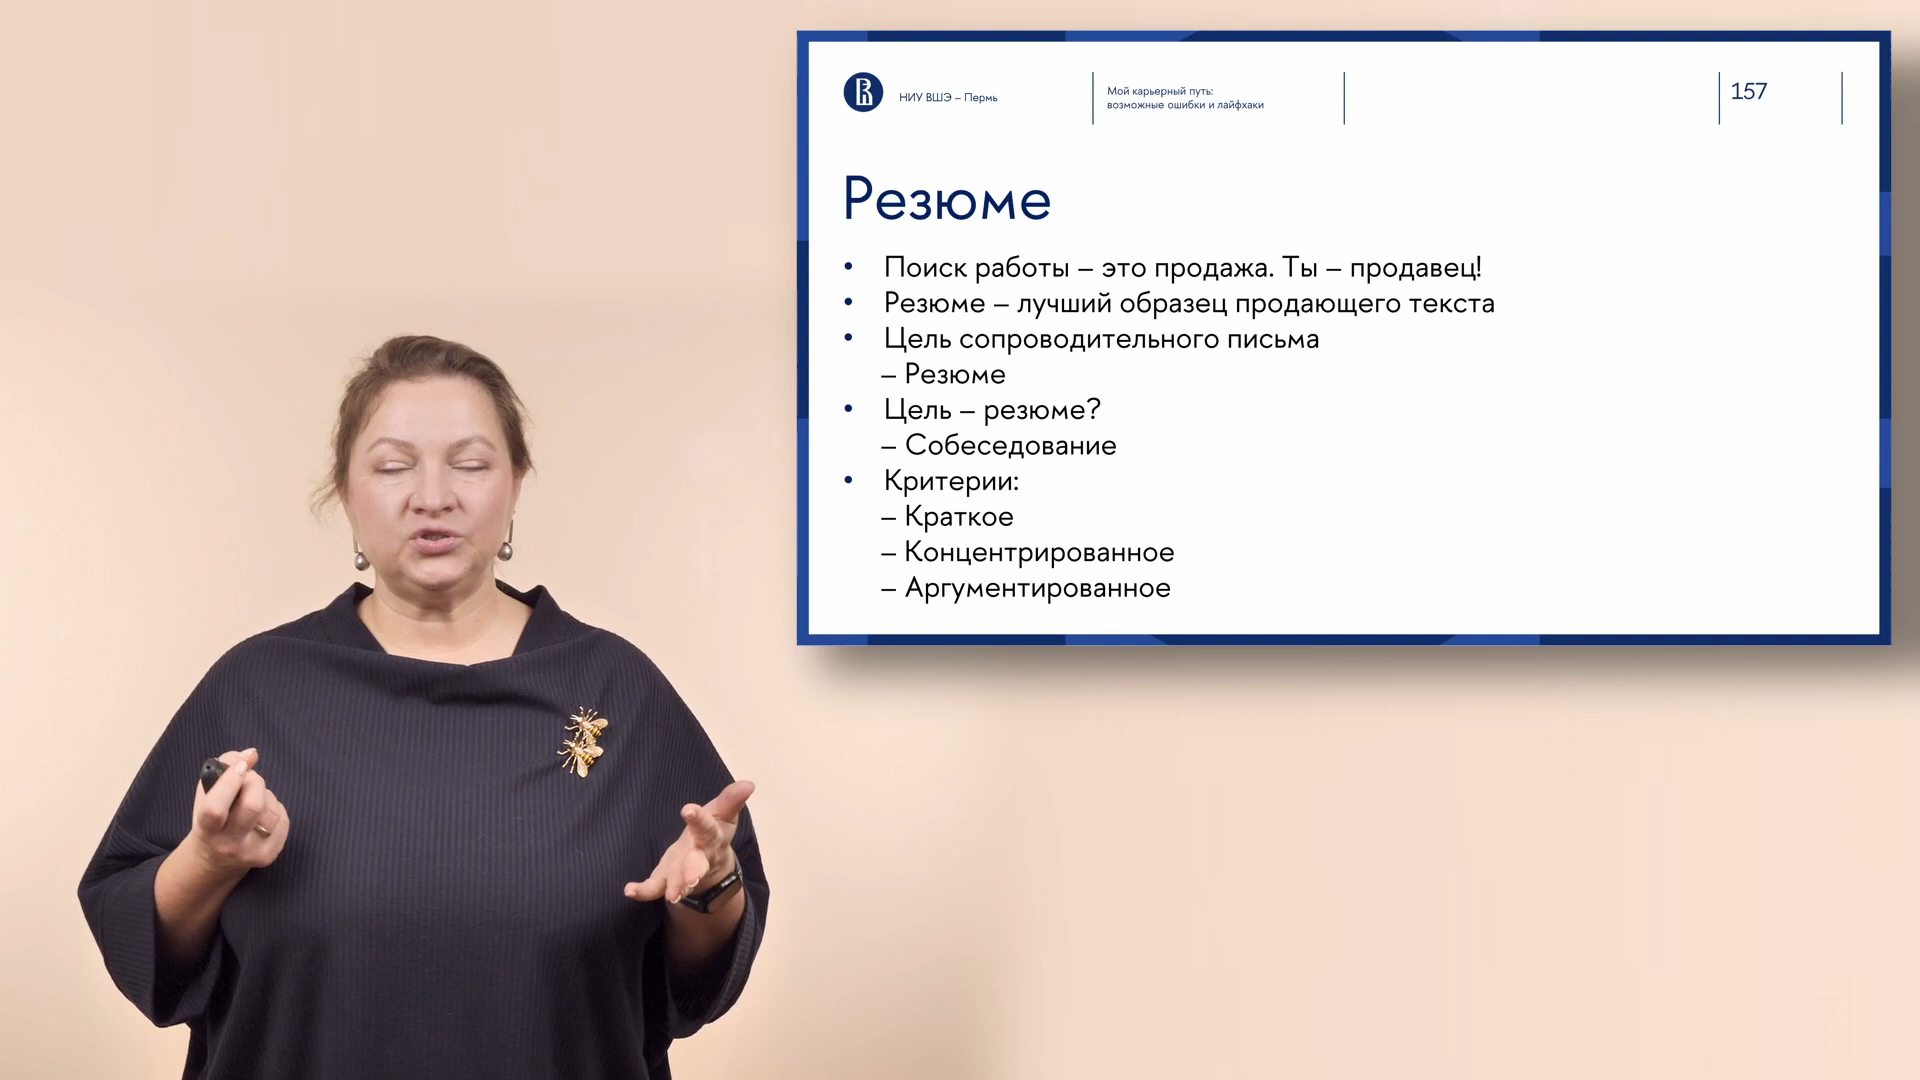 НИУ ВШЭ – Пермь
Мой карьерный путь:
возможные ошибки и лайфхаки
157
Резюме
• Поиск работы – это продажа. Ты – продавец!
• Резюме – лучший образец продающего текста
• Цель сопроводительного письма
– Резюме
• Цель – резюме?
– Собеседование
• Критерии:
– Краткое
– Концентрированное
– Аргументированное